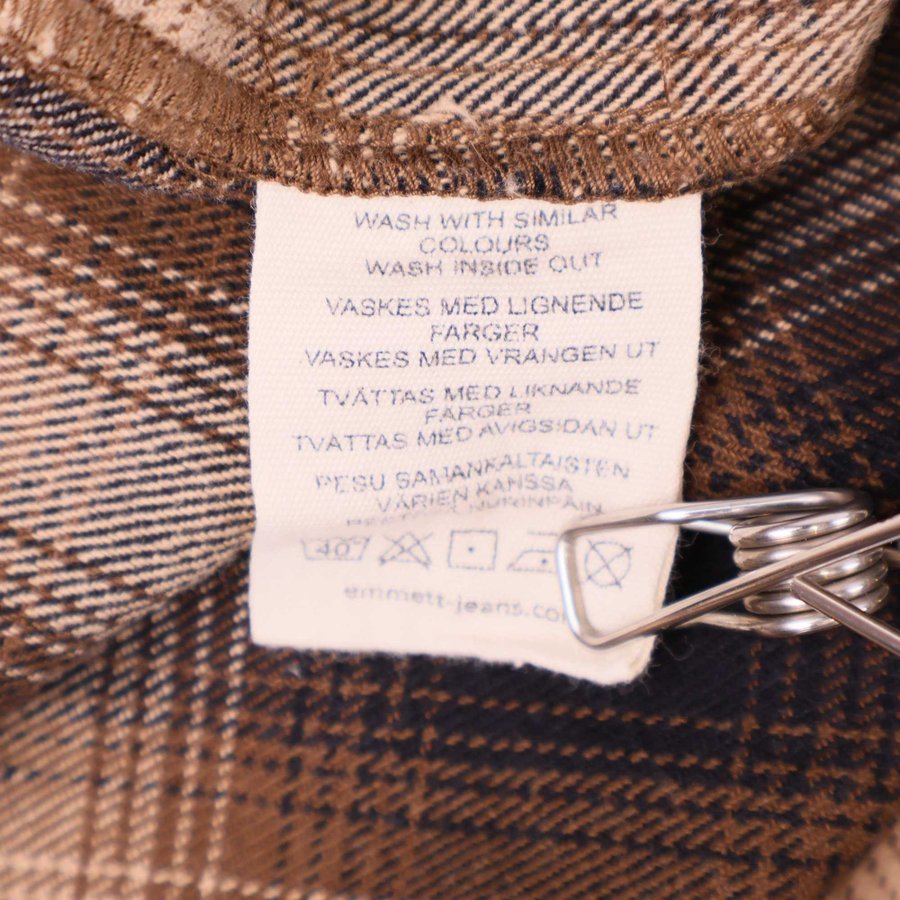 WASH WITH SIMILAR
COLOURS
WASH INSIDE OUT
VASKES MED LIGNENDE
FARGER
VASKES MED VRANGEN UT
TVÄTTAS MED LIKNANDE
FÄRGER
TVÄTTAS MED AVIGSIDAN UT
PESU SAMANKALTAISTEN
VÄRIEN KANSSA
NURINPÄIN
40°
emmett-jeans.co